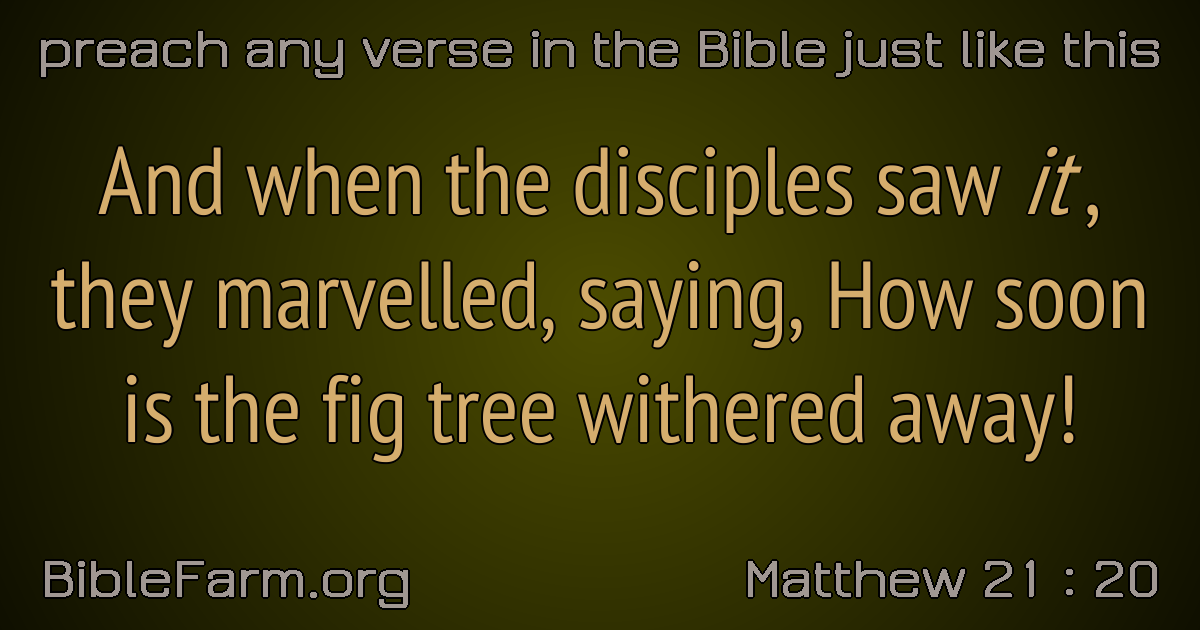 preach any verse in the Bible just like this
And when the disciples saw it,
they marvelled, saying, How soon
is the fig tree withered away!
BibleFarm.org
Matthew 21 : 20